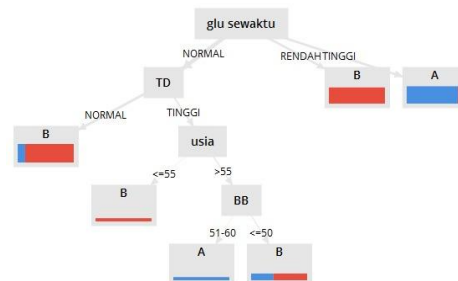 glu sewaktu
NORMAL
RENDAH
TINGGI
TD
B
A
NORMAL
TINGGI
B
usia
<=55
>55
B
BB
51-60
<=50
A
B